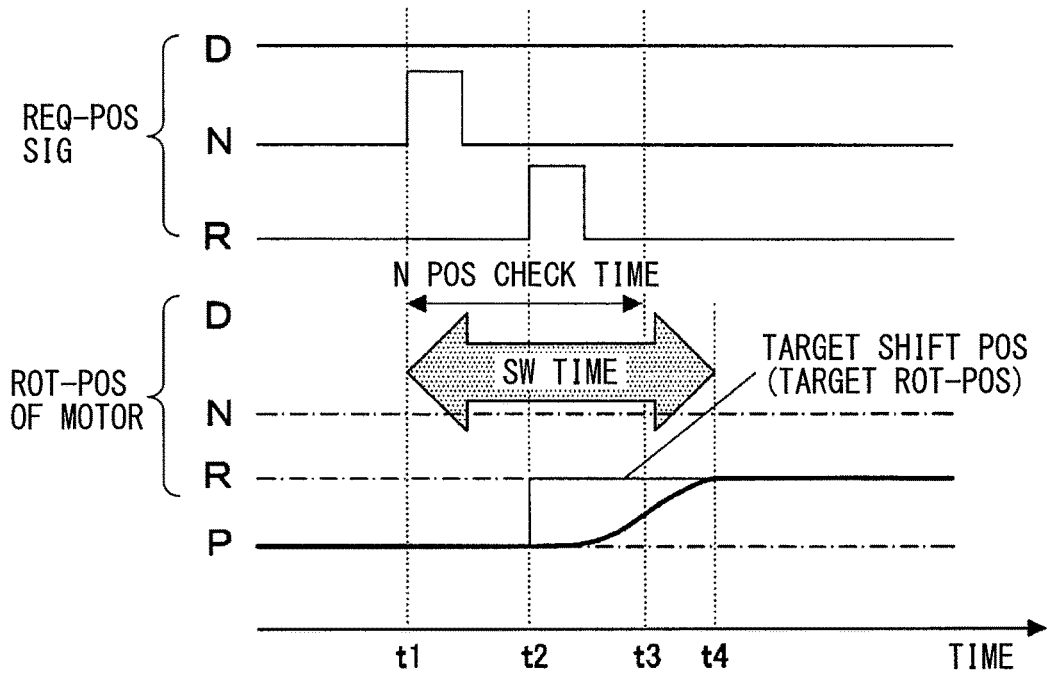 D
REQ-POS
SIG
N
R
N POS CHECK TIME
D
SW TIME
TARGET SHIFT POS
(TARGET ROT-POS)
ROT-POS
OF MOTOR
N
R
P
t1
t2
t3
t4
TIME